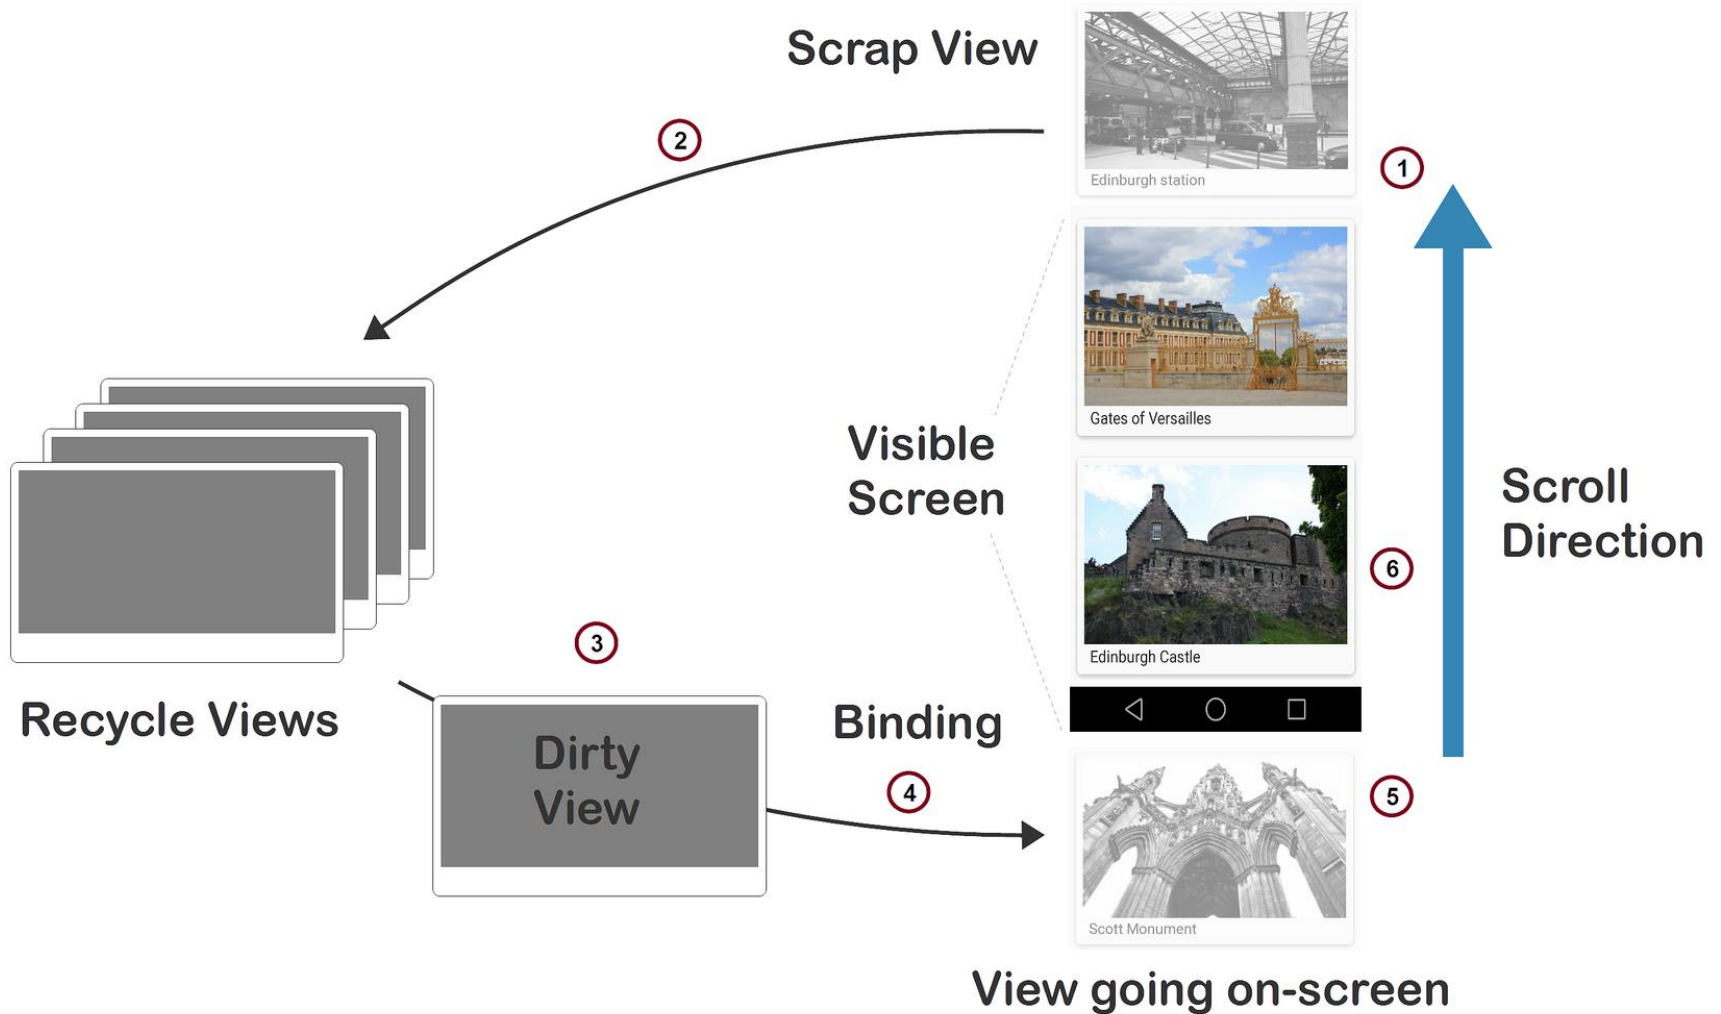 Scrap View
2
1
Edinburgh station
Gates of Versailles
Visible
Screen
Scroll
Direction
6
Edinburgh Castle
3
Recycle Views
Dirty
View
Binding
4
5
Scott Monument
View going on-screen